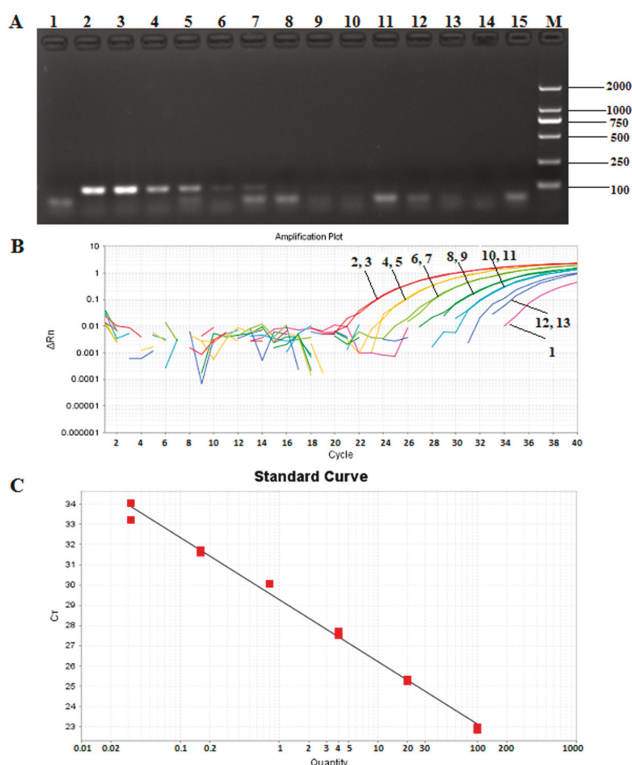 A
1 2 3 4 5 6 7 8 9 10 11 12 13 14 15 M
2000
1000
750
500
250
100
B
Amplification Plot
10
1
0.1
0.01
0.001
0.0001
0.00001
0.000001
ΔRn
2, 3
4, 5
6, 7
8, 9
10, 11
12, 13
1
2 4 6 8 10 12 14 16 18 20 22 24 26 28 30 32 34 36 38 40
Cycle
C
Standard Curve
34
33
32
31
30
29
28
27
26
25
24
23
CT
0.01 0.02 0.1 0.2 1 2 3 4 5 10 20 30 100 200 1000
Quantity